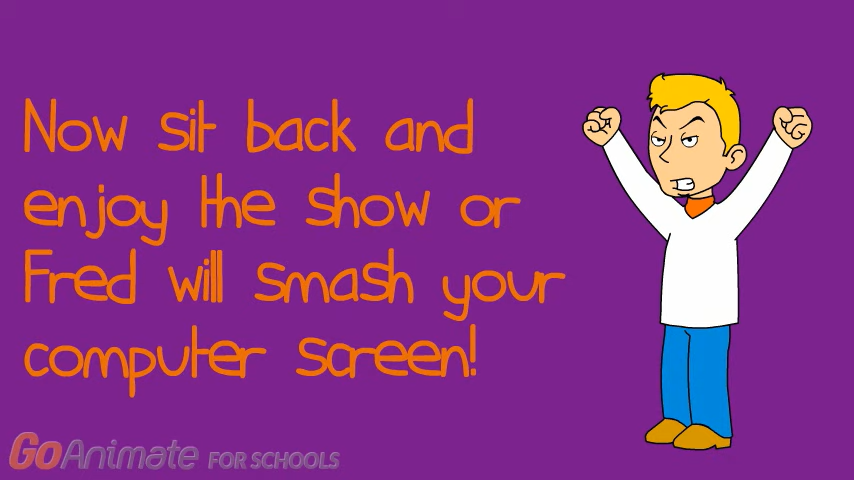 Now sit back and
enjoy the show or
Fred will smash your
computer screen!
GoAnimate FOR SCHOOLS